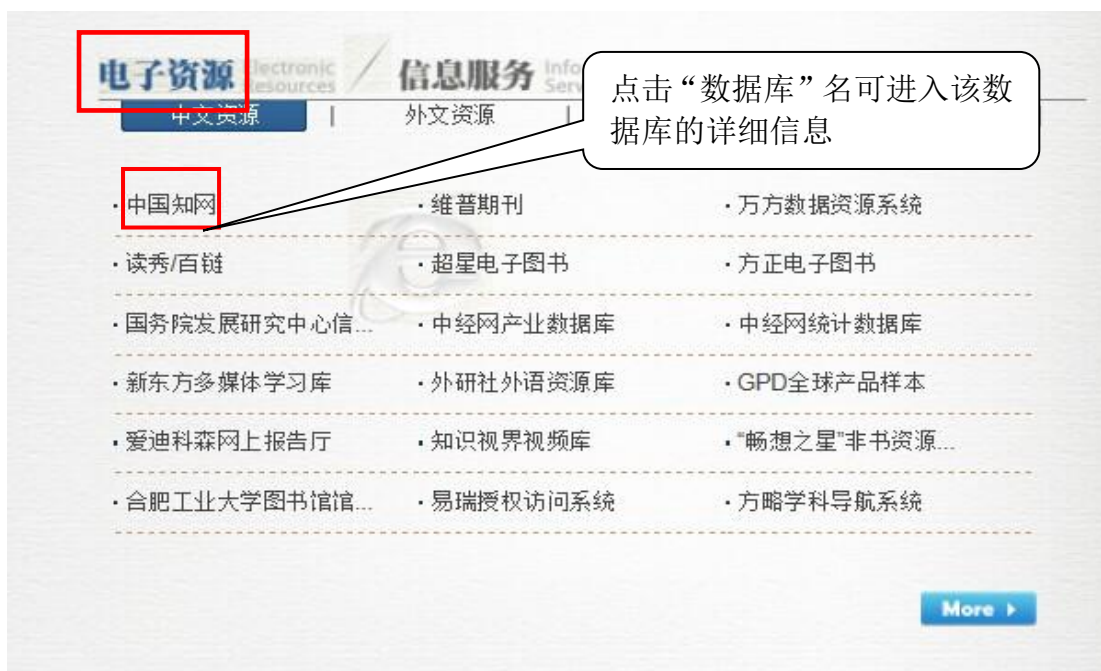 电子资源 Electronic Resources 信息服务
点击“数据库”名可进入该数
据库的详细信息
中文资源 | 外文资源 |
·中国知网 ·维普期刊 ·万方数据资源系统
·读秀/百链 ·超星电子图书 ·方正电子图书
·国务院发展研究中心信... ·中经网产业数据库 ·中经网统计数据库
·新东方多媒体学习库 ·外研社外语资源库 ·GPD全球产品样本
·爱迪科森网上报告厅 ·知识视界视频库 ·“畅想之星”非书资源...
·合肥工业大学图书馆馆... ·易瑞授权访问系统 ·方略学科导航系统
More